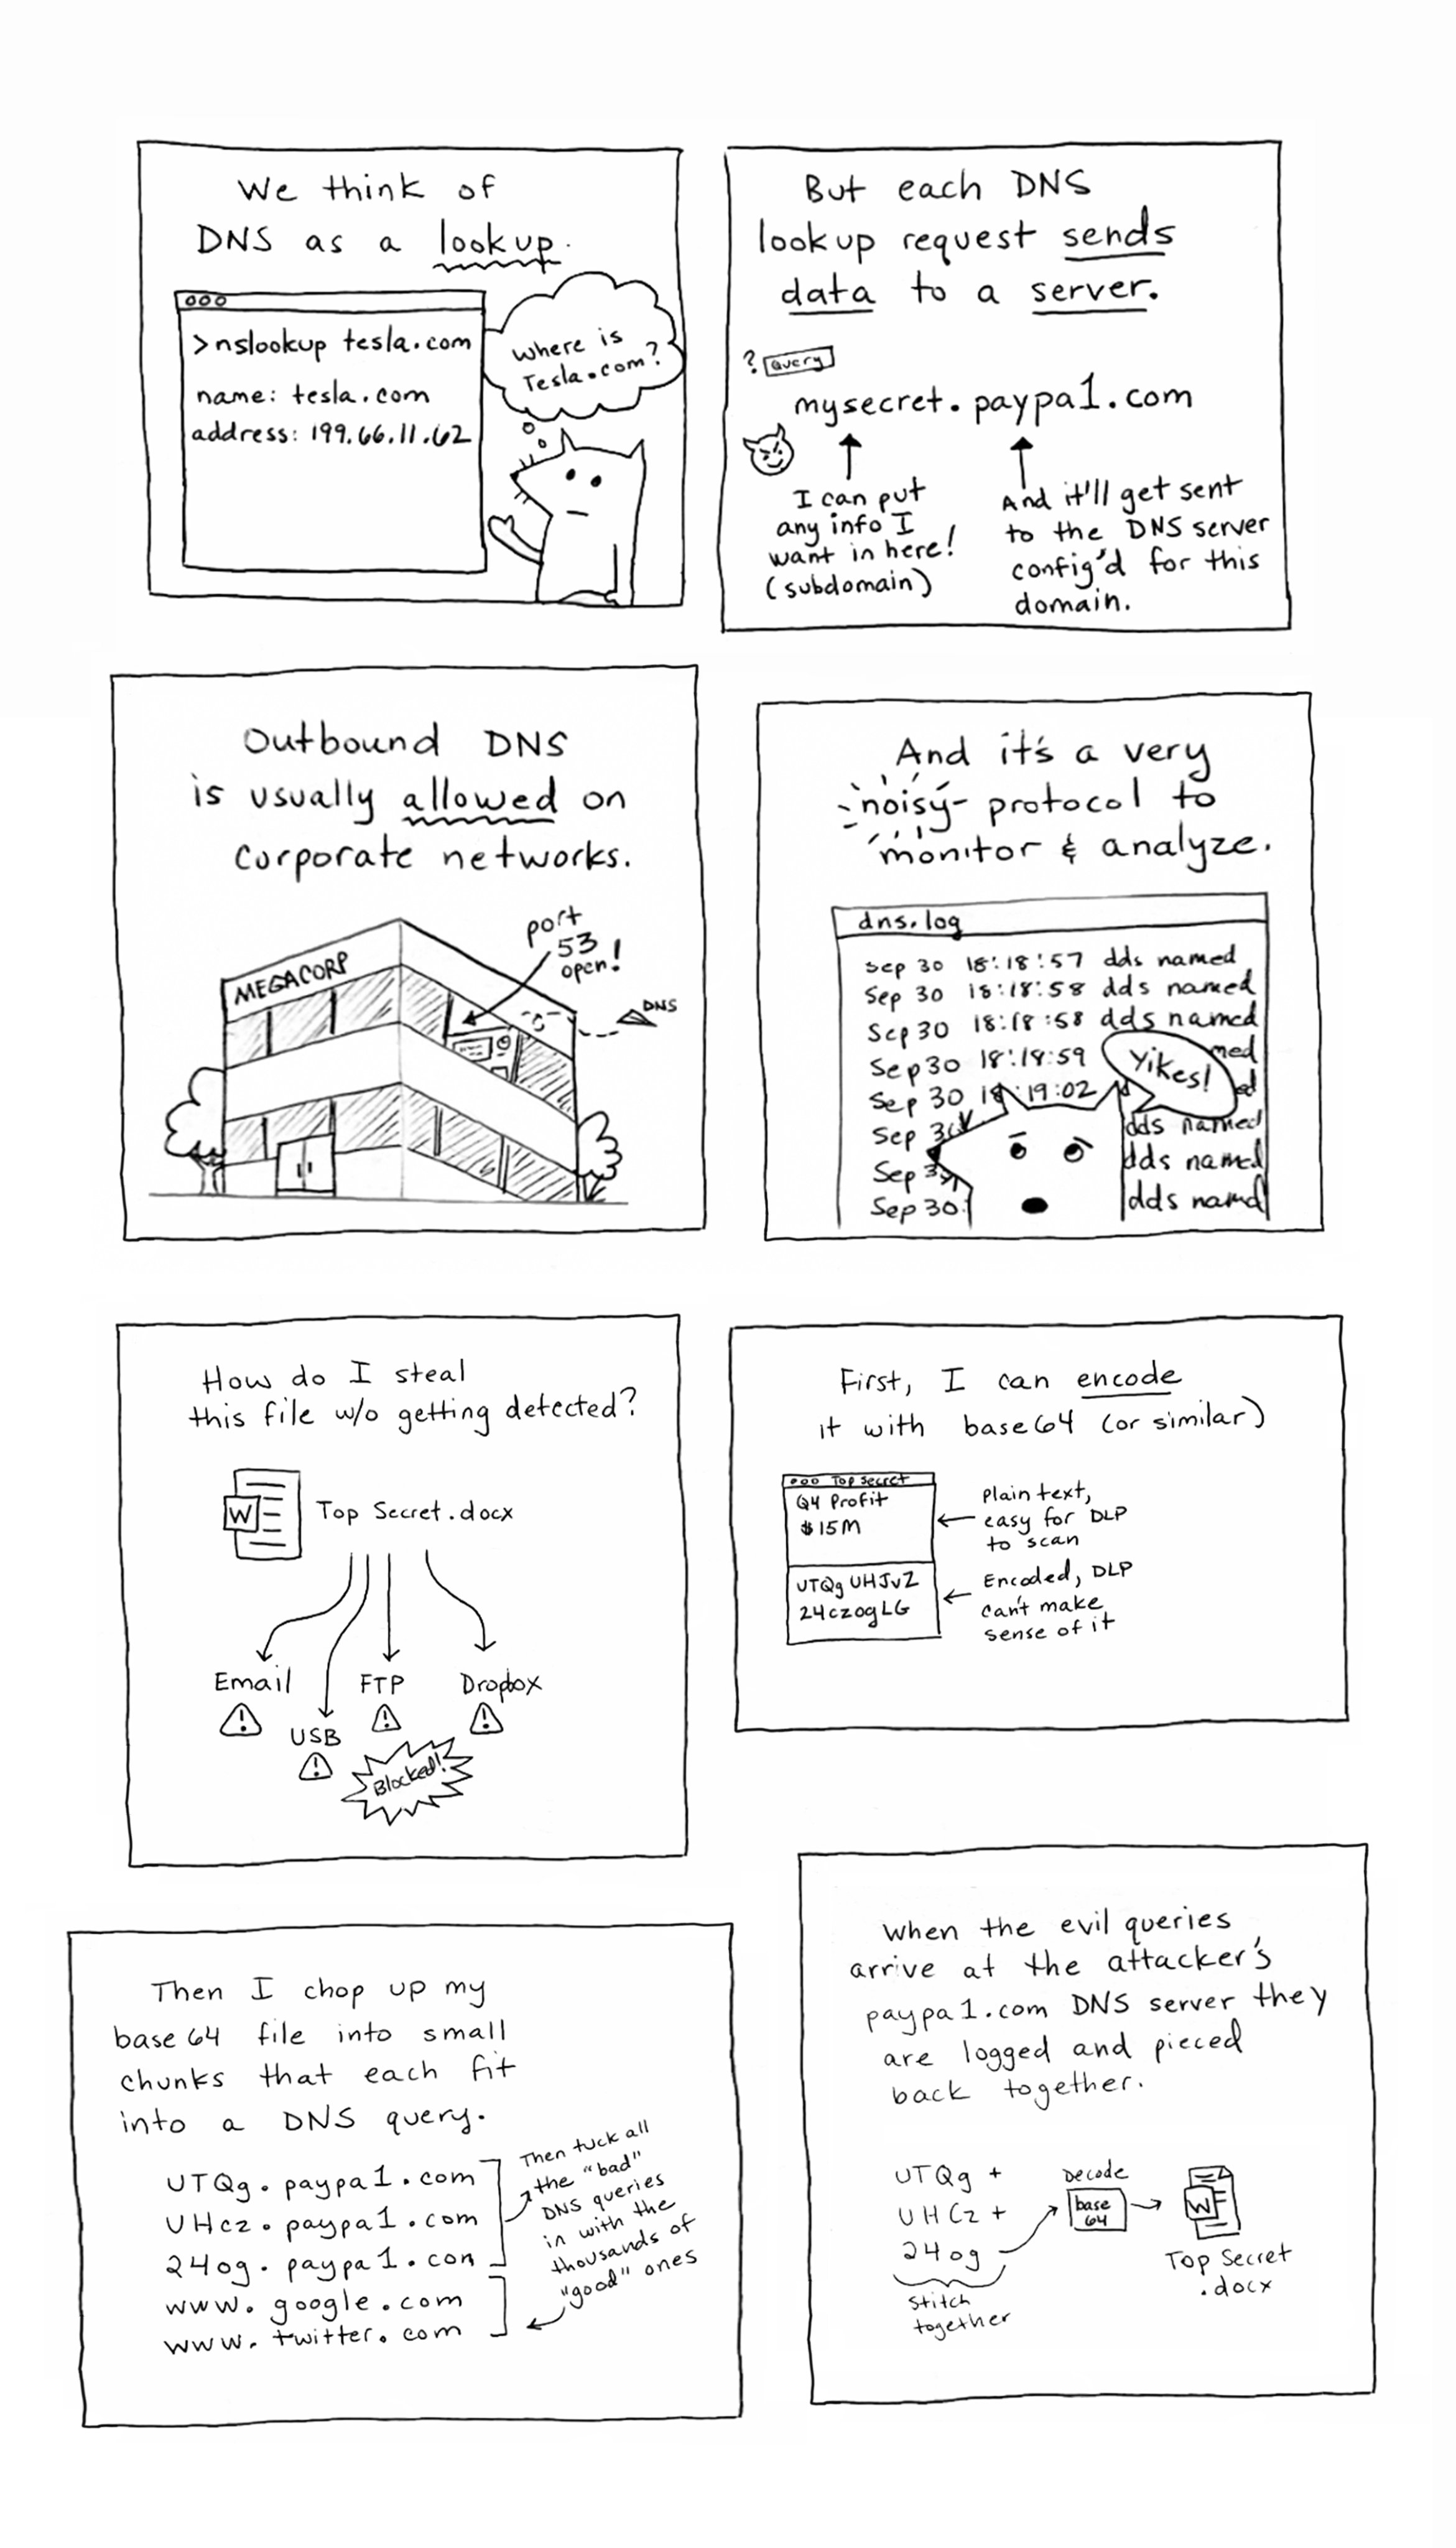 We think of
DNS as a lookup.
>nslookup tesla.com
name: tesla.com
address: 199.66.11.62
Where is
Tesla.com?
But each DNS
lookup request sends
data to a server.
? query
mysecret.paypa1.com
I can put
any info I
want in here!
(subdomain)
And it'll get sent
to the DNS server
config'd for this
domain.
Outbound DNS
is usually allowed on
corporate networks.
port
53
open!
MEGACORP
DNS
And it's a very
noisy protocol to
monitor & analyze.
dns.log
Sep 30 18:18:57 dds named
Sep 30 18:18:58 dds named
Sep 30 18:18:58 dds named
Sep 30 18:18:59 med
Sep 30 18:19:02 ed
Yikes!
Sep 30 dds named
Sep 3 dds named
Sep 30: dds named
How do I steal
this file w/o getting detected?
W
Top Secret.docx
Email
FTP
Dropbox
USB
Blocked!
First, I can encode
it with base64 (or similar)
Top Secret
Q4 Profit
$15M
Plain text,
easy for DLP
to scan
UTQgUHJvZ
24czogLG
Encoded, DLP
can't make
sense of it
Then I chop up my
base64 file into small
chunks that each fit
into a DNS query.
UTQg.paypa1.com
UHcz.paypa1.com
24og.paypa1.com
www.google.com
www.twitter.com
Then tuck all
the "bad"
DNS queries
in with the
thousands of
"good" ones
When the evil queries
arrive at the attacker's
paypa1.com DNS server they
are logged and pieced
back together.
UTQg +
UHCz +
24og
Stitch
together
Decode
base
64
W
Top Secret
.docx